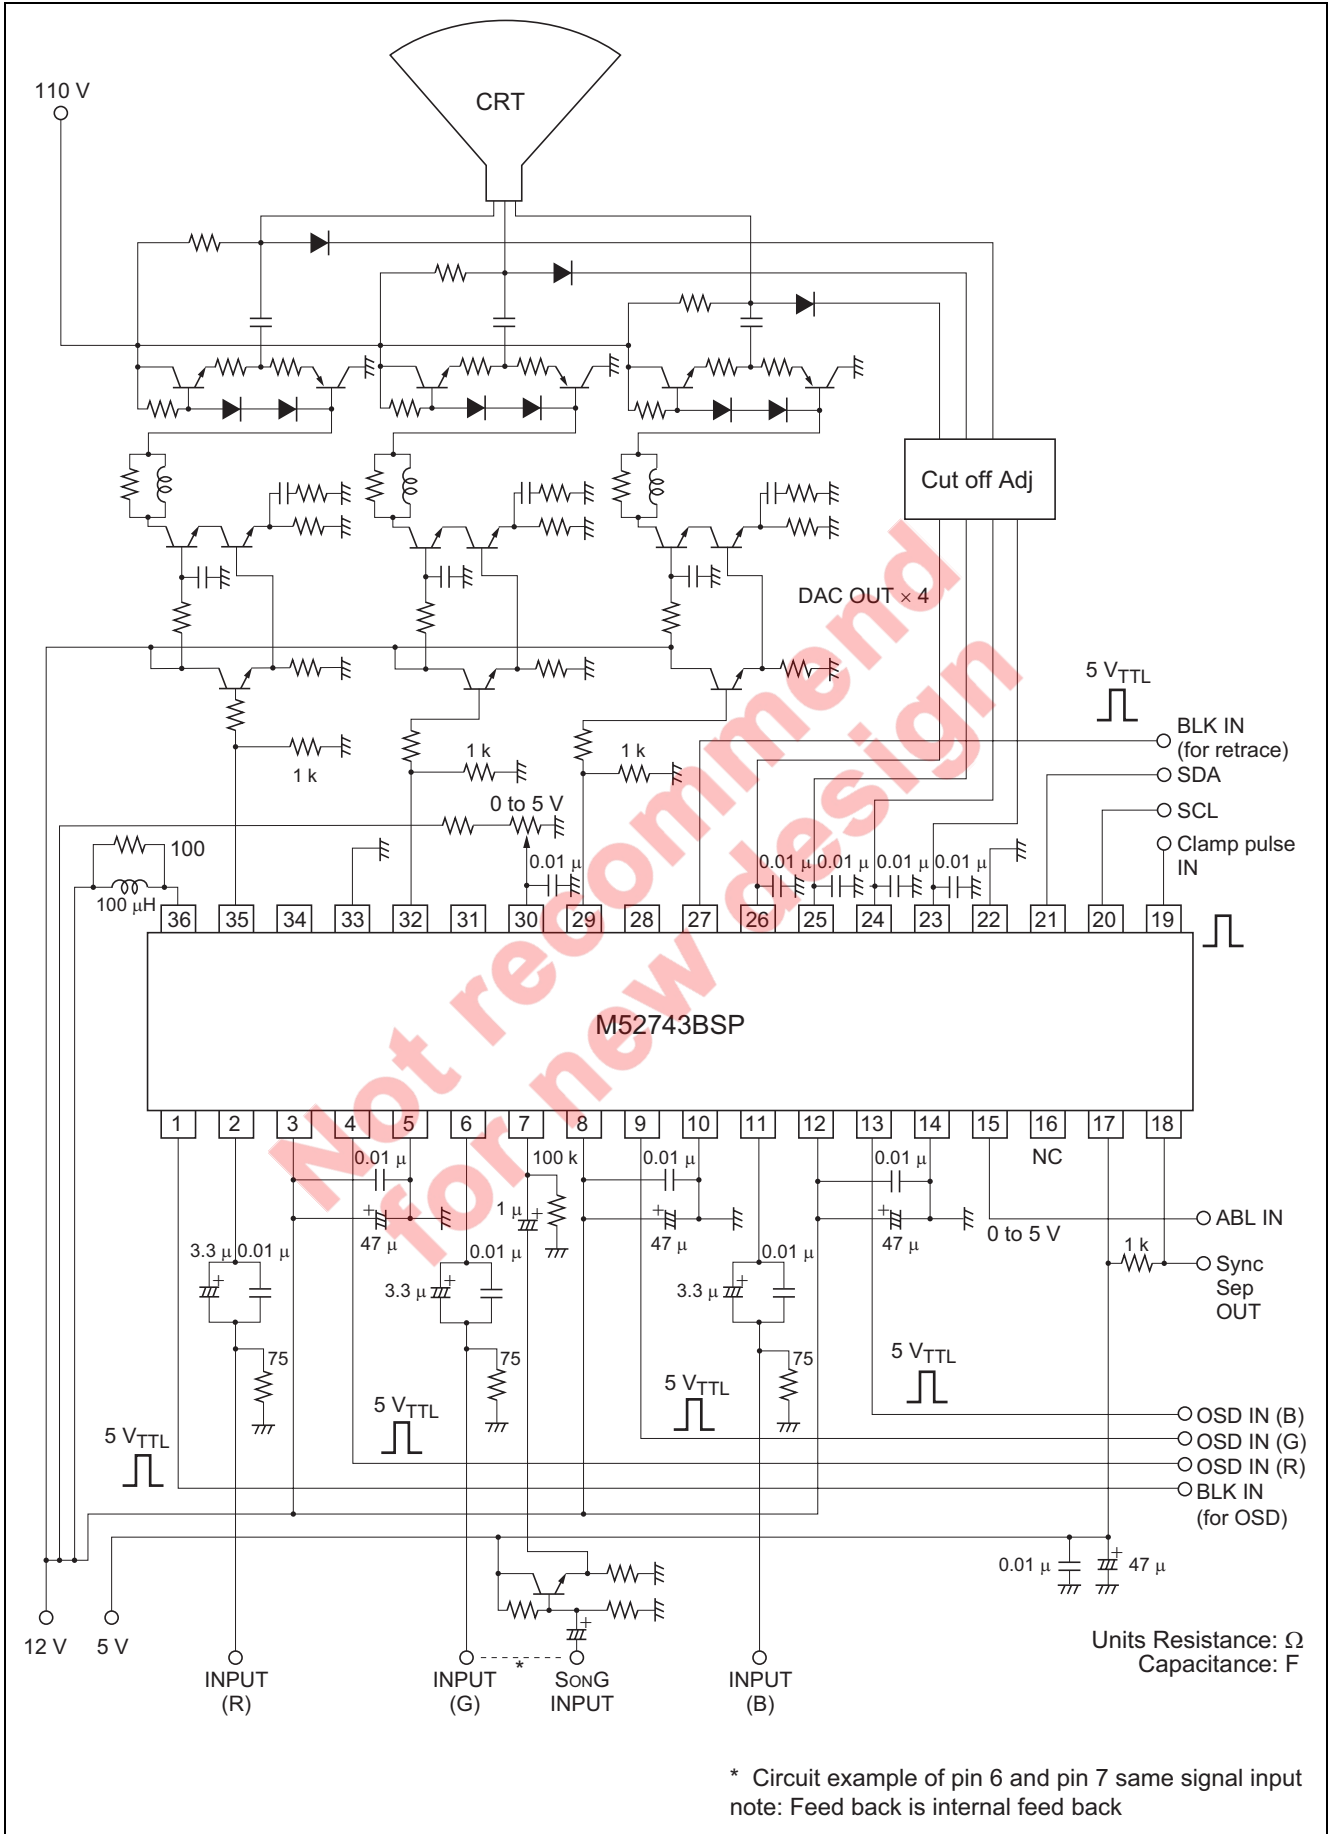 CRT
110 V
Cut off Adj
DAC OUT × 4
5 VTTL
BLK IN
(for retrace)
SDA
SCL
Clamp pulse
IN
1 k
1 k
1 k
0 to 5 V
100
100 μH
0.01 μ
0.01 μ
0.01 μ
0.01 μ
0.01 μ
36
35
34
33
32
31
30
29
28
27
26
25
24
23
22
21
20
19
M52743BSP
Not recommend
for new design
1
2
3
4
5
6
7
8
9
10
11
12
13
14
15
16
17
18
NC
0.01 μ
100 k
0.01 μ
0.01 μ
1 μ
47 μ
47 μ
47 μ
0 to 5 V
ABL IN
3.3 μ
0.01 μ
3.3 μ
0.01 μ
3.3 μ
0.01 μ
1 k
Sync
Sep
OUT
75
75
75
5 VTTL
5 VTTL
5 VTTL
5 VTTL
OSD IN (B)
OSD IN (G)
OSD IN (R)
BLK IN
(for OSD)
0.01 μ
47 μ
12 V
5 V
INPUT
(R)
INPUT
(G)
*
SONG
INPUT
INPUT
(B)
Units Resistance: Ω
Capacitance: F
* Circuit example of pin 6 and pin 7 same signal input
note: Feed back is internal feed back